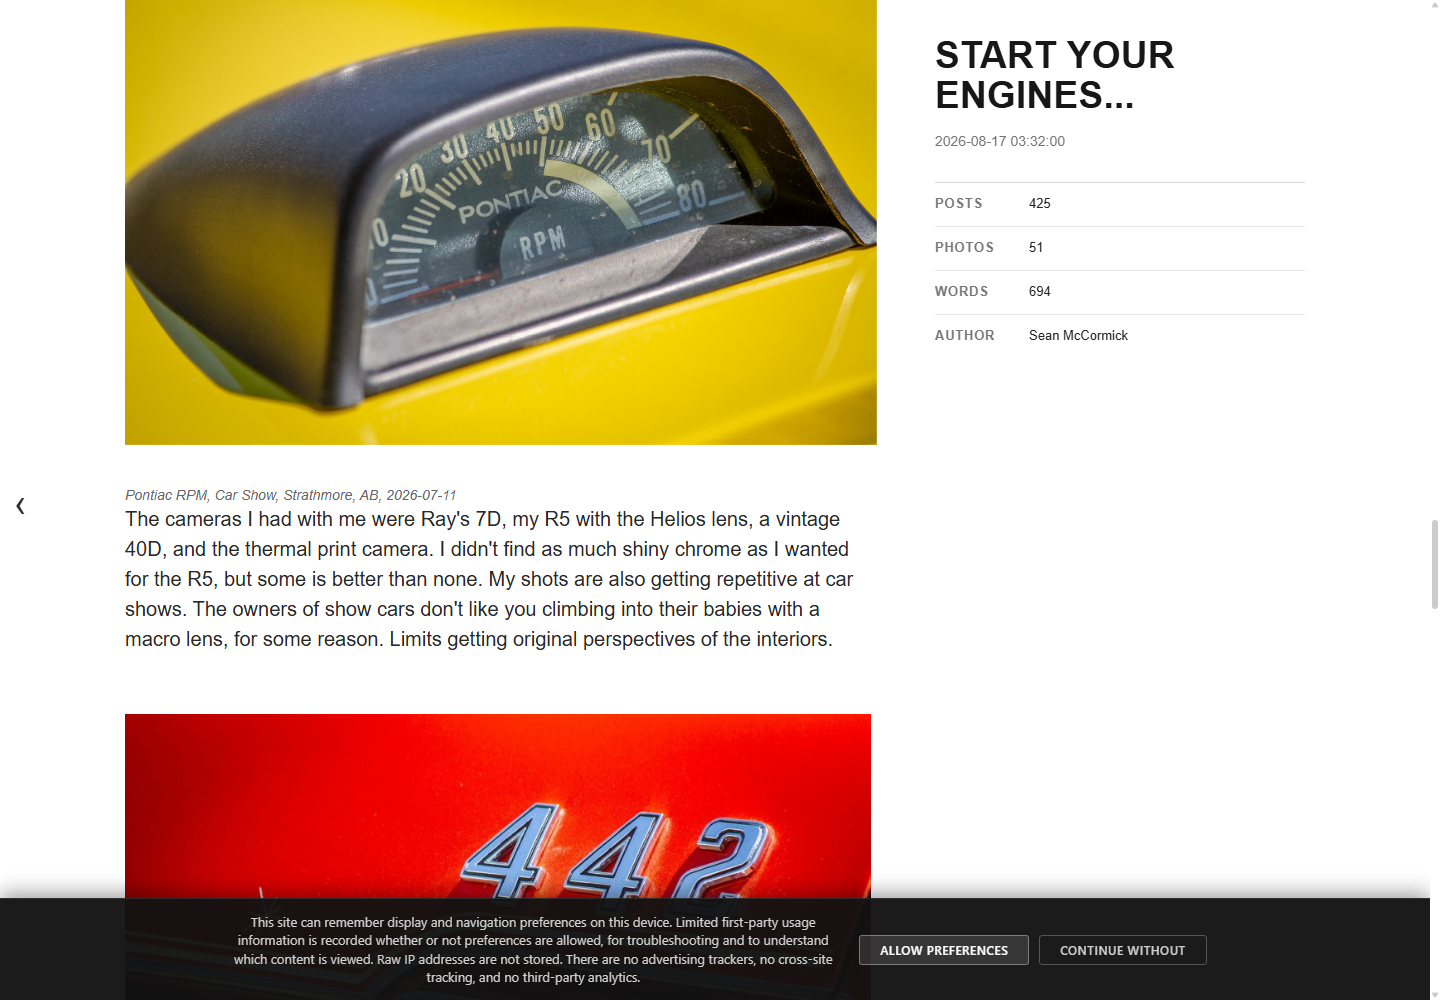 10
20
30
40
50
60
70
80
PONTIAC
RPM
START YOUR
ENGINES...
2026-08-17 03:32:00
POSTS 425
PHOTOS 51
WORDS 694
AUTHOR Sean McCormick
‹
Pontiac RPM, Car Show, Strathmore, AB, 2026-07-11
The cameras I had with me were Ray's 7D, my R5 with the Helios lens, a vintage
40D, and the thermal print camera. I didn't find as much shiny chrome as I wanted
for the R5, but some is better than none. My shots are also getting repetitive at car
shows. The owners of show cars don't like you climbing into their babies with a
macro lens, for some reason. Limits getting original perspectives of the interiors.
442
This site can remember display and navigation preferences on this device. Limited first-party usage
information is recorded whether or not preferences are allowed, for troubleshooting and to understand
which content is viewed. Raw IP addresses are not stored. There are no advertising trackers, no cross-site
tracking, and no third-party analytics.
ALLOW PREFERENCES
CONTINUE WITHOUT